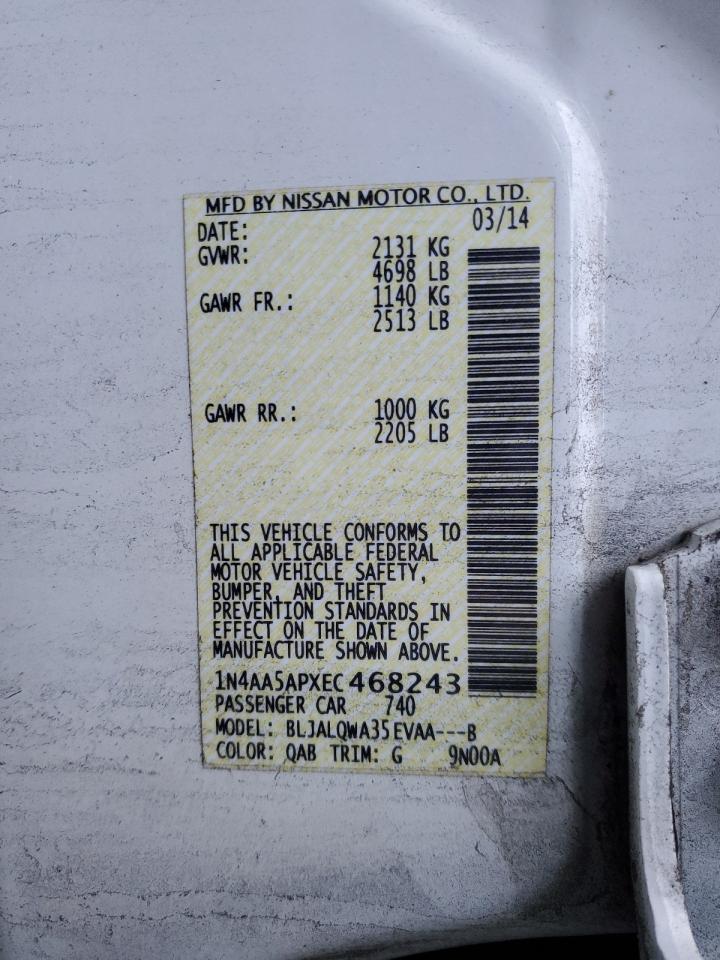 MFD BY NISSAN MOTOR CO., LTD.
DATE: 03/14
GVWR: 2131 KG
4698 LB
GAWR FR.: 1140 KG
2513 LB
GAWR RR.: 1000 KG
2205 LB
THIS VEHICLE CONFORMS TO
ALL APPLICABLE FEDERAL
MOTOR VEHICLE SAFETY,
BUMPER, AND THEFT
PREVENTION STANDARDS IN
EFFECT ON THE DATE OF
MANUFACTURE SHOWN ABOVE.
1N4AA5APXEC468243
PASSENGER CAR 740
MODEL: BLJALQWA35EVAA---B
COLOR: QAB TRIM: G 9N00A